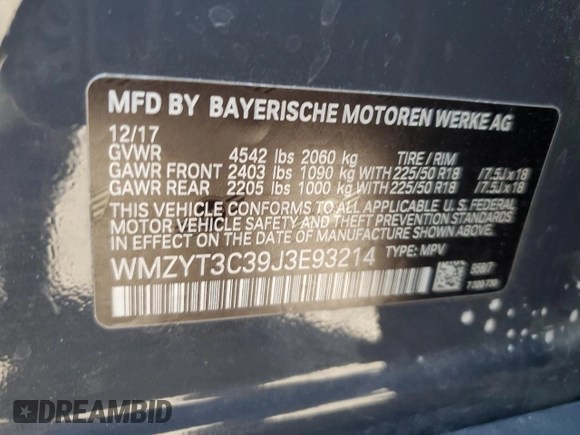 MFD BY BAYERISCHE MOTOREN WERKE AG
12/17
GVWR 4542 lbs 2060 kg TIRE / RIM
GAWR FRONT 2403 lbs 1090 kg WITH 225/50 R18 /7.5Jx18
GAWR REAR 2205 lbs 1000 kg WITH 225/50 R18 /7.5Jx18
THIS VEHICLE CONFORMS TO ALL APPLICABLE U.S. FEDERAL
MOTOR VEHICLE SAFETY AND THEFT PREVENTION STANDARDS
IN EFFECT ON THE DATE OF MANUFACTURE SHOWN ABOVE.
WMZYT3C39J3E93214 TYPE: MPV
DREAMBID